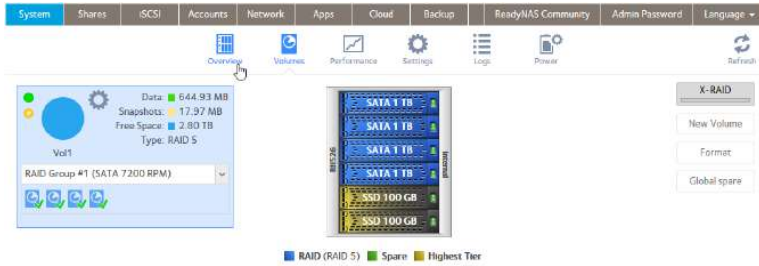 System Shares iSCSI Accounts Network Apps Cloud Backup ReadyNAS Community Admin Password Language
Overview Volumes Performance Settings Logs Power Refresh
Data: 644.93 MB
Snapshots: 17.97 MB
Free Space: 2.80 TB
Type: RAID 5
Vol1
RAID Group #1 (SATA 7200 RPM)
SATA 1 TB
SATA 1 TB
SATA 1 TB
SATA 1 TB
SSD 100 GB
SSD 100 GB
Internal
RAID (RAID 5) Spare Highest Tier
X-RAID
New Volume
Format
Global spare